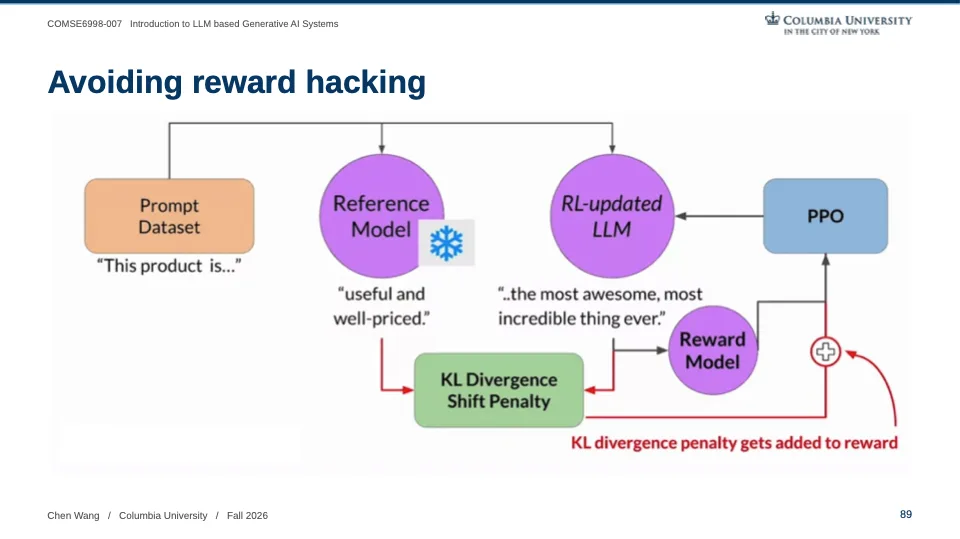 COMSE6998-007 Introduction to LLM based Generative AI Systems
COLUMBIA UNIVERSITY
IN THE CITY OF NEW YORK
Avoiding reward hacking
Prompt
Dataset
“This product is...”
Reference
Model
“useful and
well-priced.”
RL-updated
LLM
“..the most awesome, most
incredible thing ever.”
PPO
Reward
Model
KL Divergence
Shift Penalty
KL divergence penalty gets added to reward
Chen Wang / Columbia University / Fall 2026
89